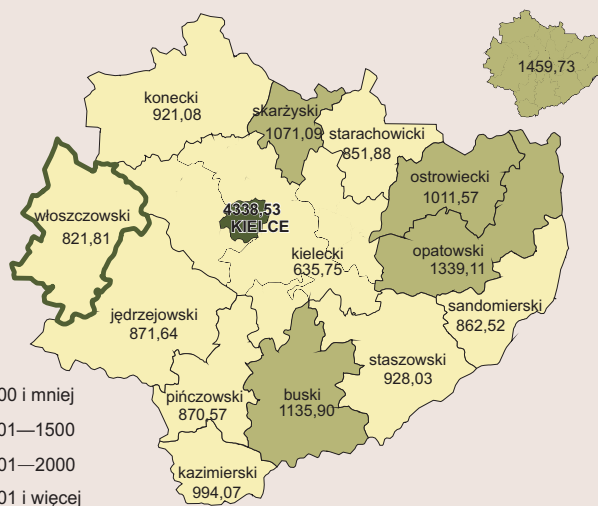 1459,73
konecki
921,08
skarżyski
1071,09
starachowicki
851,88
ostrowiecki
1011,57
włoszczowski
821,81
4338,53
KIELCE
kielecki
635,75
opatowski
1339,11
jędrzejowski
871,64
sandomierski
862,52
staszowski
928,03
pińczowski
870,57
buski
1135,90
kazimierski
994,07
00 i mniej
01—1500
01—2000
01 i więcej